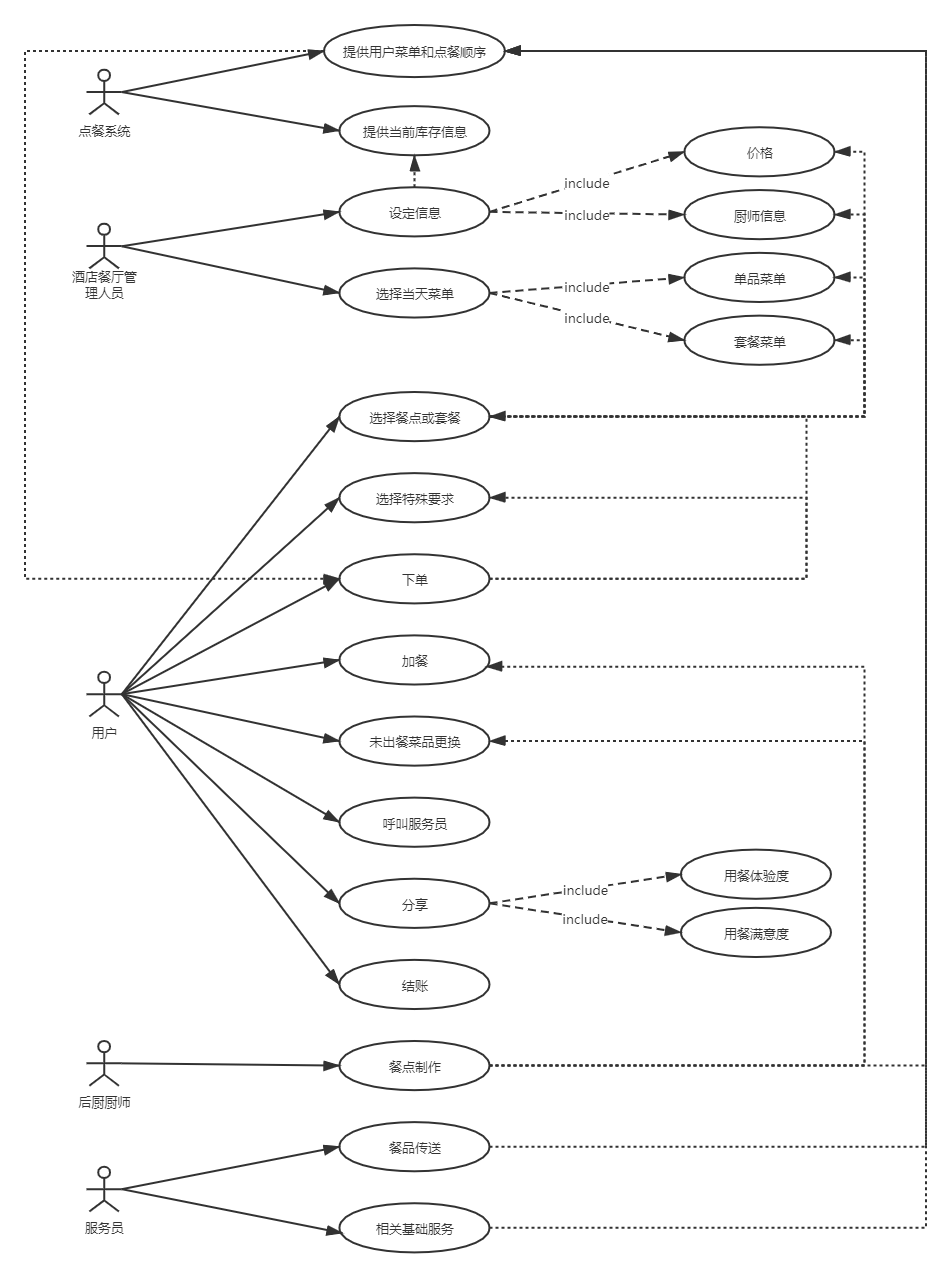 提供用户菜单和点餐顺序
点餐系统
提供当前库存信息
价格
include
设定信息
include
厨师信息
酒店餐厅管
理人员
选择当天菜单
include
单品菜单
include
套餐菜单
选择餐点或套餐
选择特殊要求
下单
加餐
用户
未出餐菜品更换
呼叫服务员
用餐体验度
include
分享
include
用餐满意度
结账
餐点制作
后厨厨师
餐品传送
服务员
相关基础服务